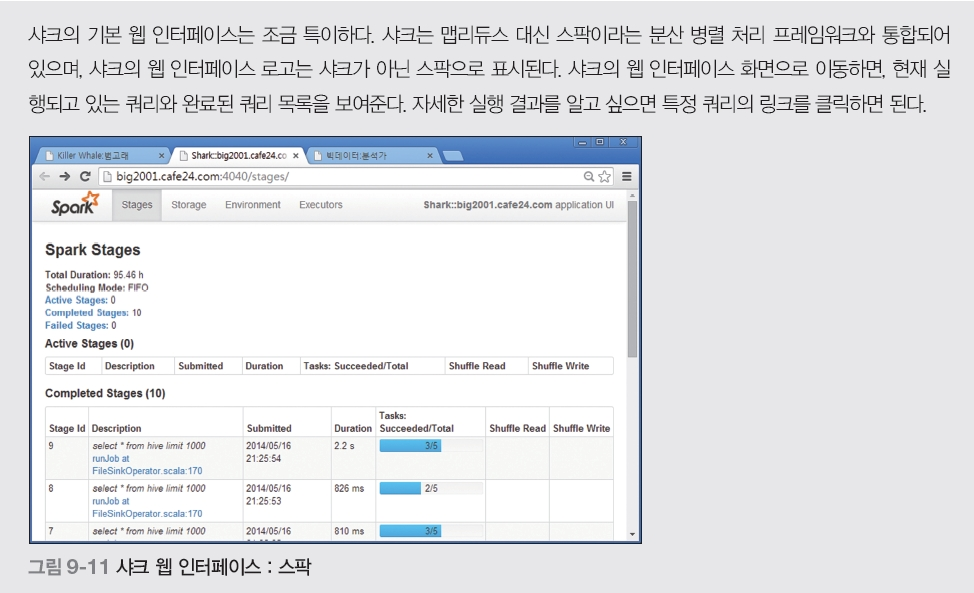 샤크의 기본 웹 인터페이스는 조금 특이하다. 샤크는 맵리듀스 대신 스팍이라는 분산 병렬 처리 프레임워크와 통합되어
있으며, 샤크의 웹 인터페이스 로고는 샤크가 아닌 스팍으로 표시된다. 샤크의 웹 인터페이스 화면으로 이동하면, 현재 실
행되고 있는 쿼리와 완료된 쿼리 목록을 보여준다. 자세한 실행 결과를 알고 싶으면 특정 쿼리의 링크를 클릭하면 된다.
Killer Whale:범고래 Shark::big2001.cafe24.co 빅데이터:분석가
big2001.cafe24.com:4040/stages/
Spark Stages Storage Environment Executors Shark::big2001.cafe24.com application UI
Spark Stages
Total Duration: 95.46 h
Scheduling Mode: FIFO
Active Stages: 0
Completed Stages: 10
Failed Stages: 0
Active Stages (0)
Stage Id Description Submitted Duration Tasks: Succeeded/Total Shuffle Read Shuffle Write
Completed Stages (10)
Tasks:
Stage Id Description Submitted Duration Succeeded/Total Shuffle Read Shuffle Write
9 select * from hive limit 1000 2014/05/16 2.2 s 3/5
runJob at 21:25:54
FileSinkOperator.scala:170
8 select * from hive limit 1000 2014/05/16 826 ms 2/5
runJob at 21:25:53
FileSinkOperator.scala:170
7 select * from hive limit 1000 2014/05/16 810 ms 3/5
그림 9-11 샤크 웹 인터페이스 : 스팍